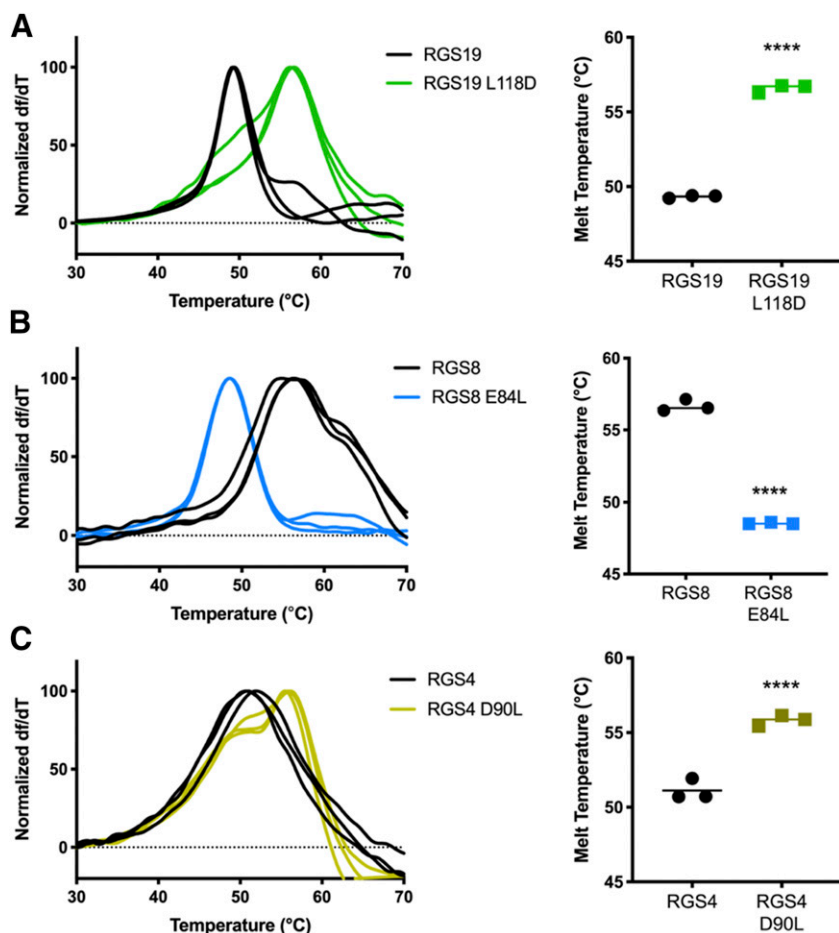 A
Normalized df/dT
100
50
0
30 40 50 60 70
Temperature (°C)
RGS19
RGS19 L118D
Melt Temperature (°C)
60
55
50
45
****
RGS19 RGS19
L118D
B
Normalized df/dT
100
50
0
30 40 50 60 70
Temperature (°C)
RGS8
RGS8 E84L
Melt Temperature (°C)
60
55
50
45
****
RGS8 RGS8
E84L
C
Normalized df/dT
100
50
0
30 40 50 60 70
Temperature (°C)
RGS4
RGS4 D90L
Melt Temperature (°C)
60
55
50
45
****
RGS4 RGS4
D90L